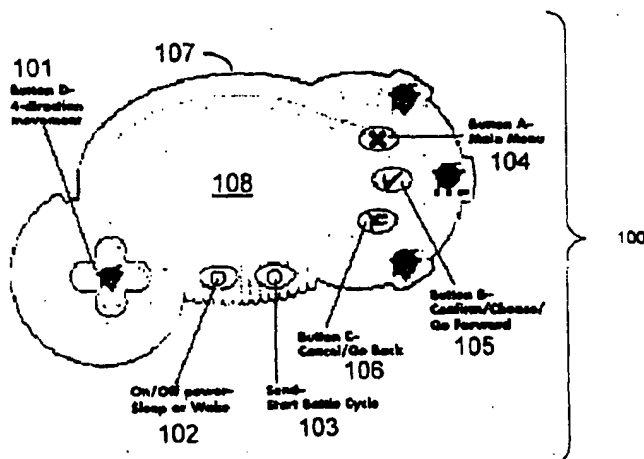 107
101
Button D-
4-direction
movement
Button A-
Main Menu
104
108
100
Button B-
Confirm/Choose/
Go Forward
105
Button C-
Cancel/Go Back
106
On/Off power-
Sleep or Wake
102
Send-
Start Battle Cycle
103